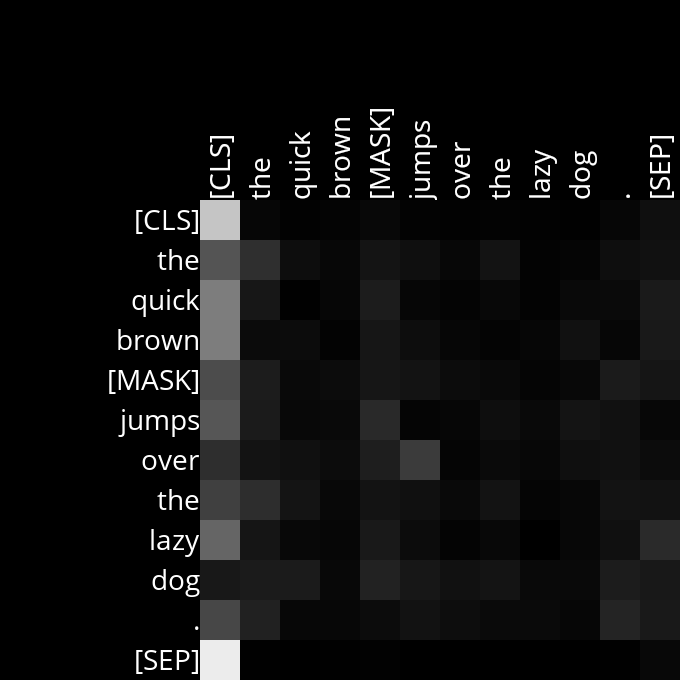 [CLS] the quick brown [MASK] jumps over the lazy dog . [SEP]
[CLS]
the
quick
brown
[MASK]
jumps
over
the
lazy
dog
.
[SEP]